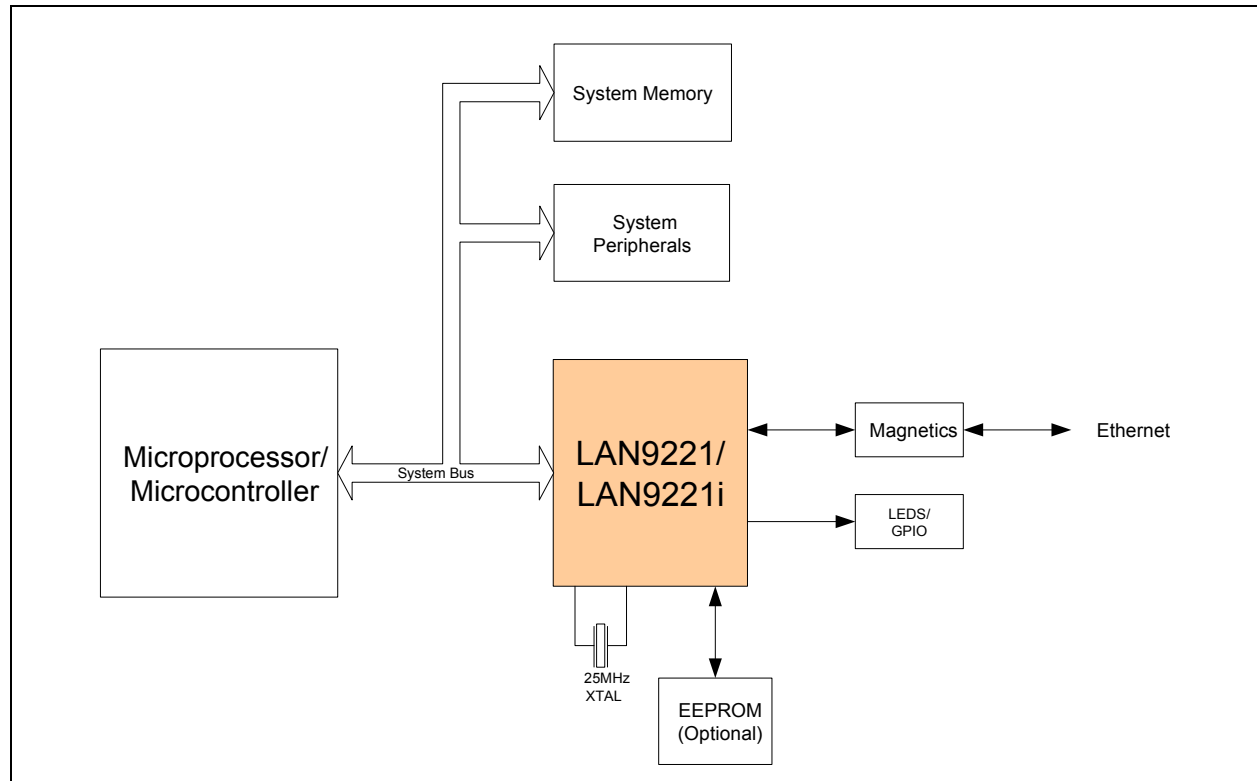 System Memory
System
Peripherals
Microprocessor/
Microcontroller
System Bus
LAN9221/
LAN9221i
Magnetics
Ethernet
LEDS/
GPIO
25MHz
XTAL
EEPROM
(Optional)